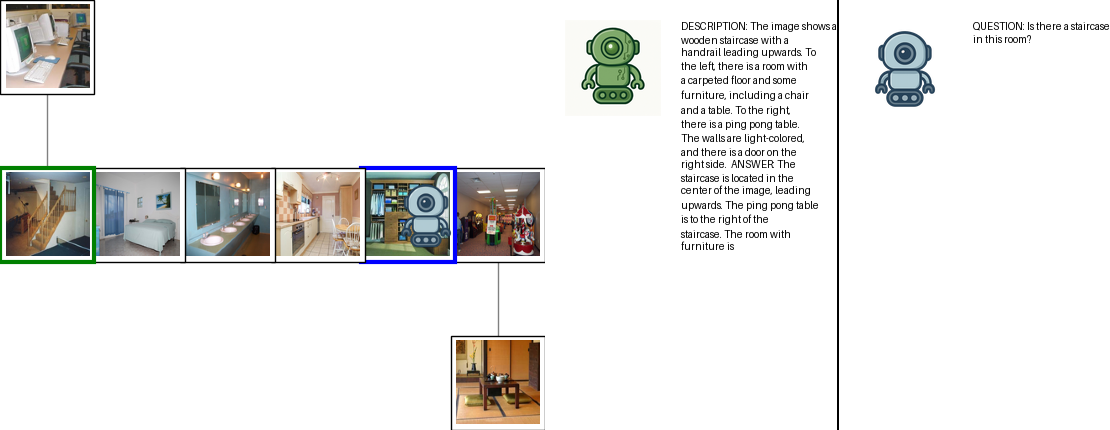 DESCRIPTION: The image shows a
wooden staircase with a
handrail leading upwards. To
the left, there is a room with
a carpeted floor and some
furniture, including a chair
and a table. To the right,
there is a ping pong table.
The walls are light-colored,
and there is a door on the
right side.  ANSWER: The
staircase is located in the
center of the image, leading
upwards. The ping pong table
is to the right of the
staircase. The room with
furniture is
QUESTION: Is there a staircase
in this room?